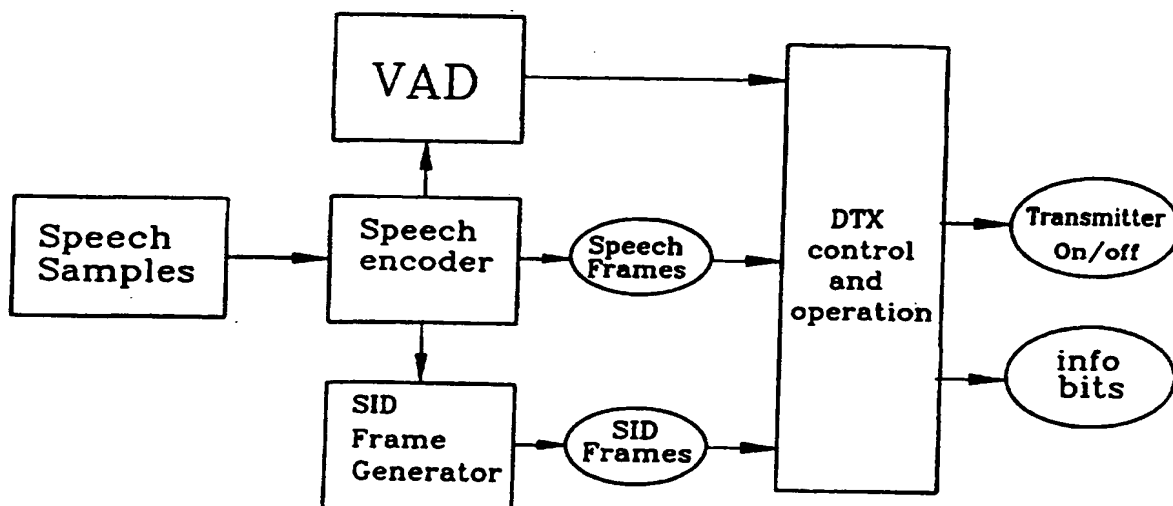 VAD
Speech
Samples
Speech
encoder
Speech
Frames
DTX
control
and
operation
Transmitter
On/off
info
bits
SID
Frame
Generator
SID
Frames